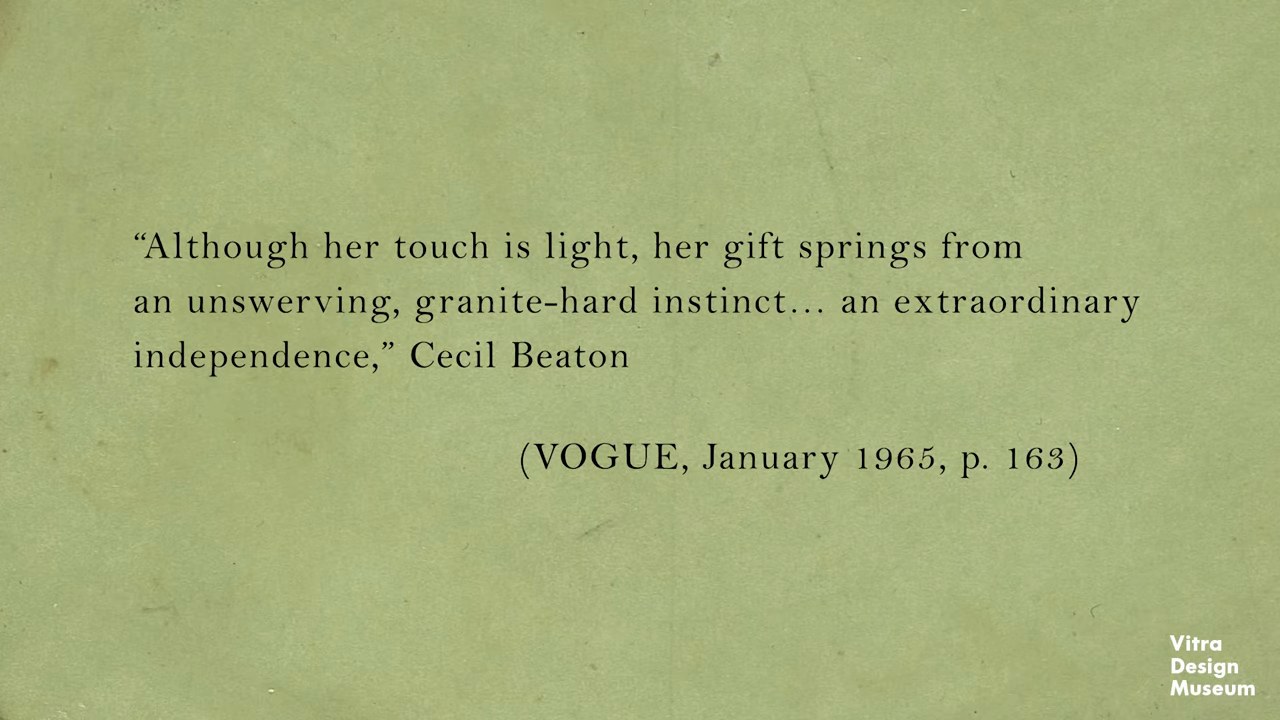 “Although her touch is light, her gift springs from
an unswerving, granite-hard instinct... an extraordinary
independence,” Cecil Beaton
(VOGUE, January 1965, p. 163)
Vitra
Design
Museum